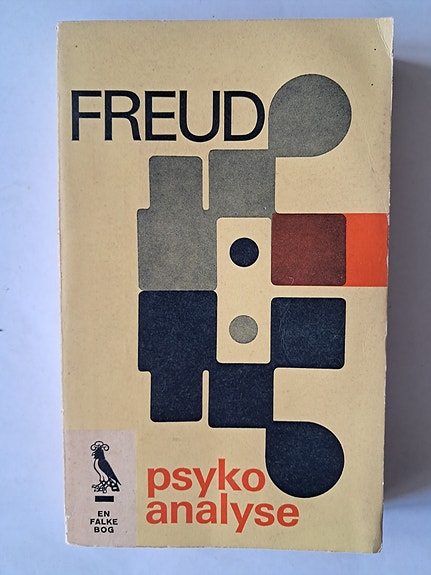 FREUD
psyko
analyse
EN
FALKE
BOG